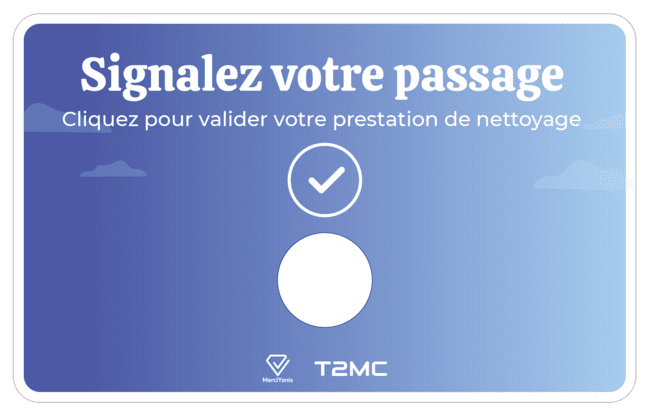 Signalez votre passage
Cliquez pour valider votre prestation de nettoyage
MerciYanis
T2MC